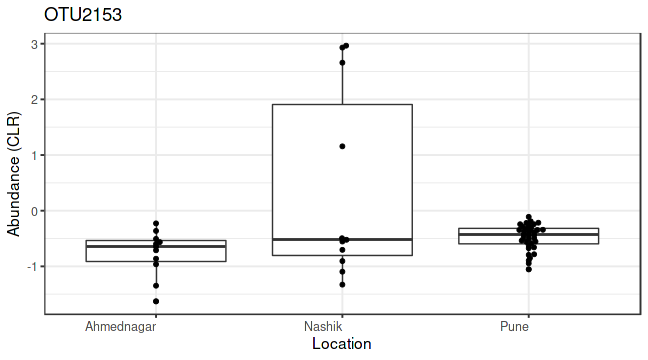 OTU2153
3
2
1
0
-1
Abundance (CLR)
Ahmednagar Nashik Pune
Location